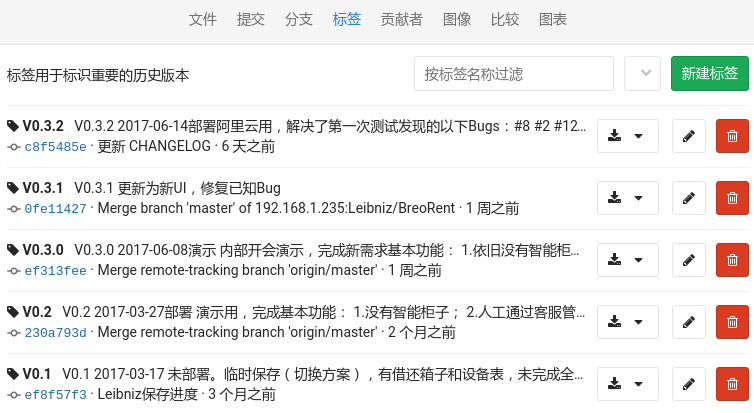 文件 提交 分支 标签 贡献者 图像 比较 图表
标签用于标识重要的历史版本 按标签名称过滤 新建标签
V0.3.2 V0.3.2 2017-06-14部署阿里云用，解决了第一次测试发现的以下Bugs：#8 #2 #12...
c8f5485e · 更新 CHANGELOG · 6 天之前
V0.3.1 V0.3.1 更新为新UI，修复已知Bug
0fe11427 · Merge branch 'master' of 192.168.1.235:Leibniz/BreoRent · 1 周之前
V0.3.0 V0.3.0 2017-06-08演示 内部开会演示，完成新需求基本功能： 1.依旧没有智能柜...
ef313fee · Merge remote-tracking branch 'origin/master' · 1 周之前
V0.2 V0.2 2017-03-27部署 演示用，完成基本功能： 1.没有智能柜子； 2.人工通过客服管...
230a793d · Merge remote-tracking branch 'origin/master' · 2 个月之前
V0.1 V0.1 2017-03-17 未部署。临时保存（切换方案），有借还箱子和设备表，未完成全...
ef8f57f3 · Leibniz保存进度 · 3 个月之前